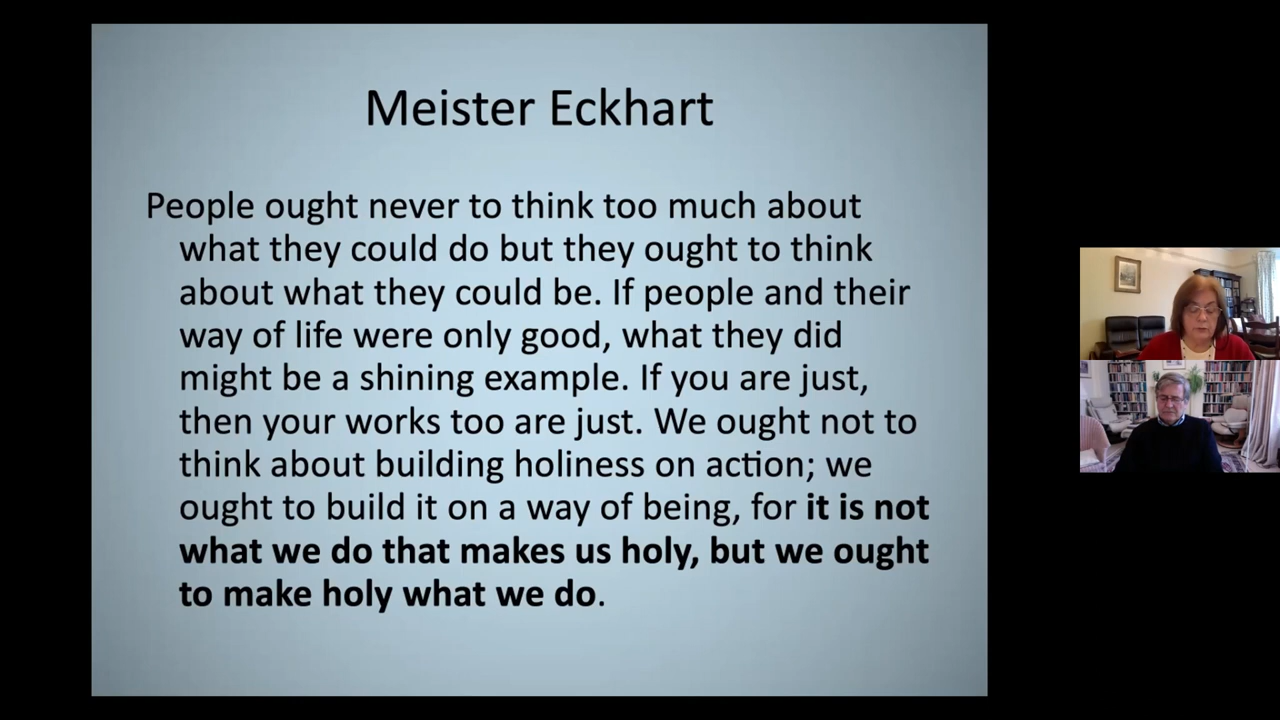 Meister Eckhart
People ought never to think too much about
what they could do but they ought to think
about what they could be. If people and their
way of life were only good, what they did
might be a shining example. If you are just,
then your works too are just. We ought not to
think about building holiness on action; we
ought to build it on a way of being, for it is not
what we do that makes us holy, but we ought
to make holy what we do.